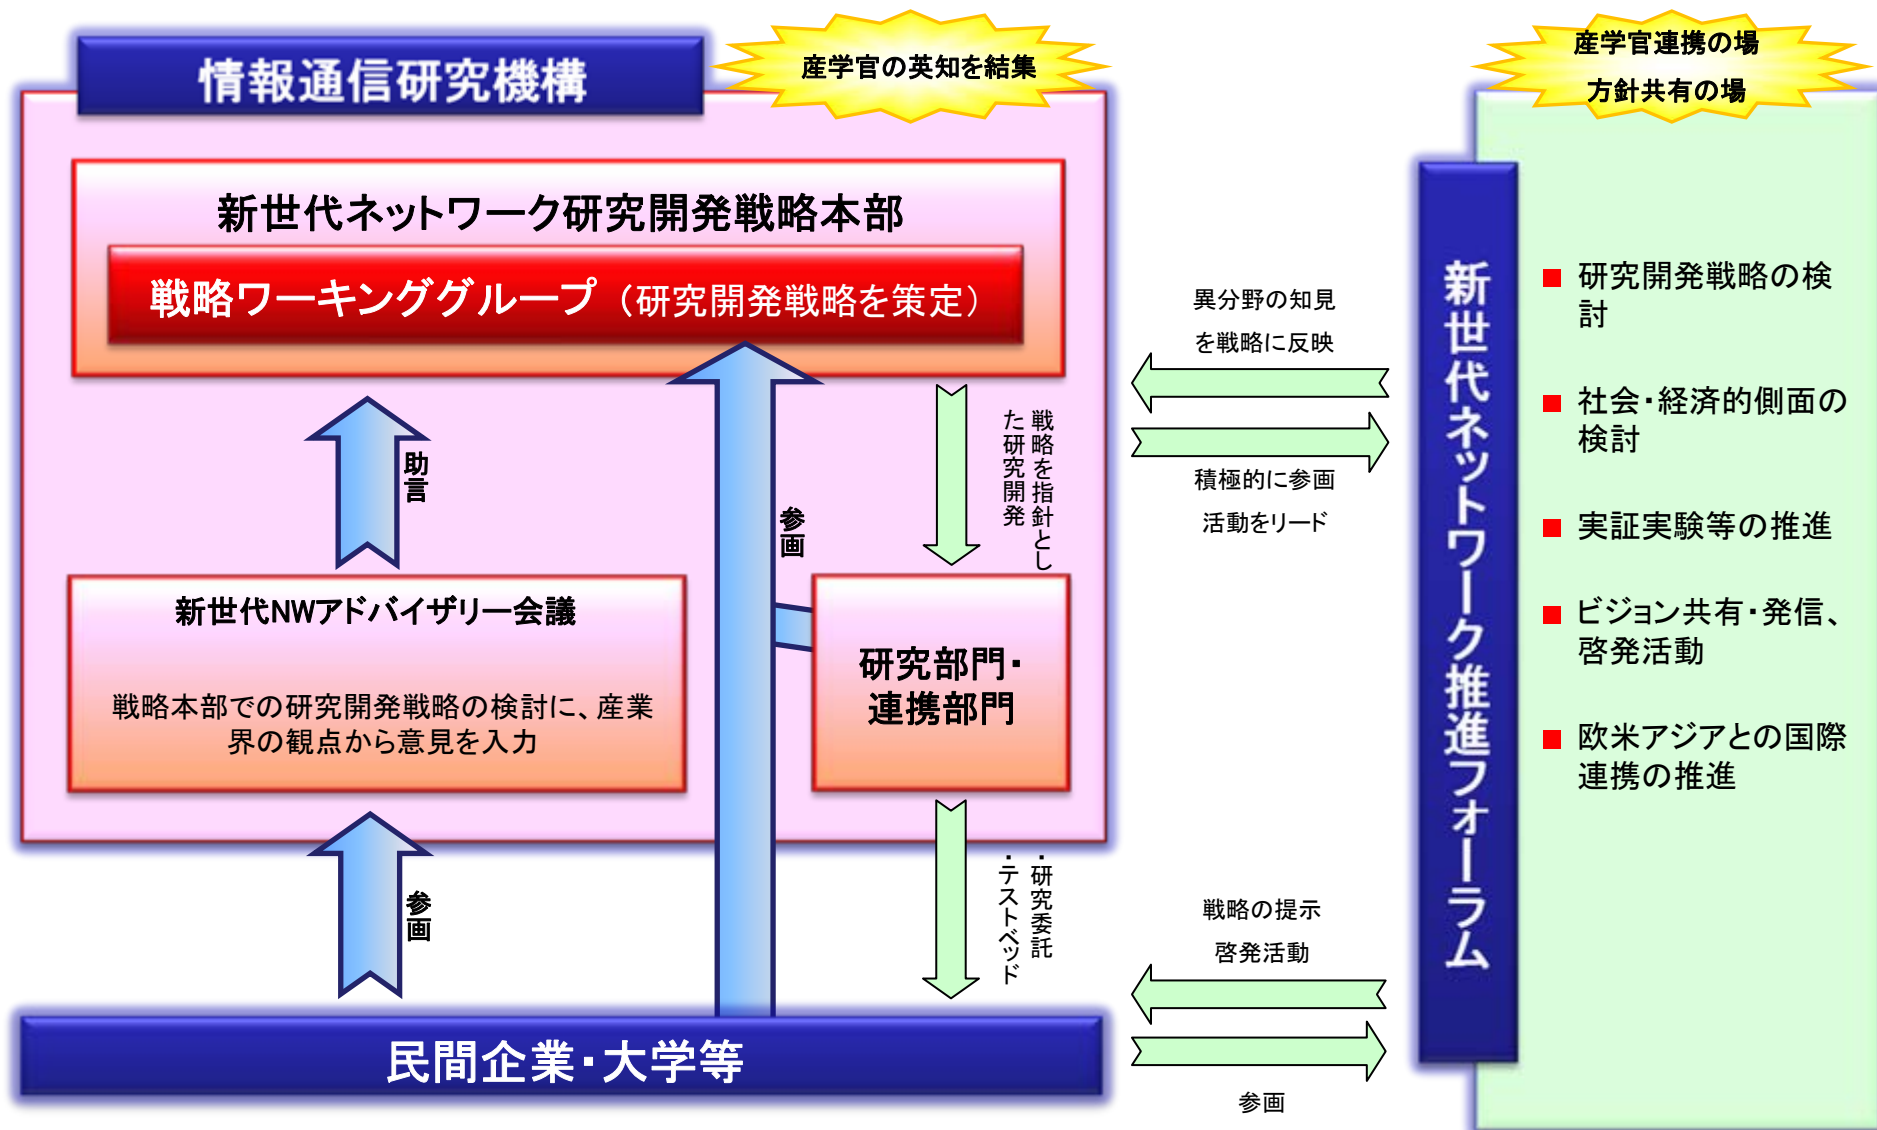 情報通信研究機構
産学官の英知を結集
新世代ネットワーク研究開発戦略本部
戦略ワーキンググループ（研究開発戦略を策定）
助言
参画
戦略を指針とし
た研究開発
新世代NWアドバイザリー会議
戦略本部での研究開発戦略の検討に、産業
界の観点から意見を入力
研究部門・
連携部門
参画
・研究委託
・テストベッド
民間企業・大学等
異分野の知見
を戦略に反映
積極的に参画
活動をリード
戦略の提示
啓発活動
参画
産学官連携の場
方針共有の場
新世代ネットワーク推進フォーラム
■ 研究開発戦略の検
討
■ 社会・経済的側面の
検討
■ 実証実験等の推進
■ ビジョン共有・発信、
啓発活動
■ 欧米アジアとの国際
連携の推進